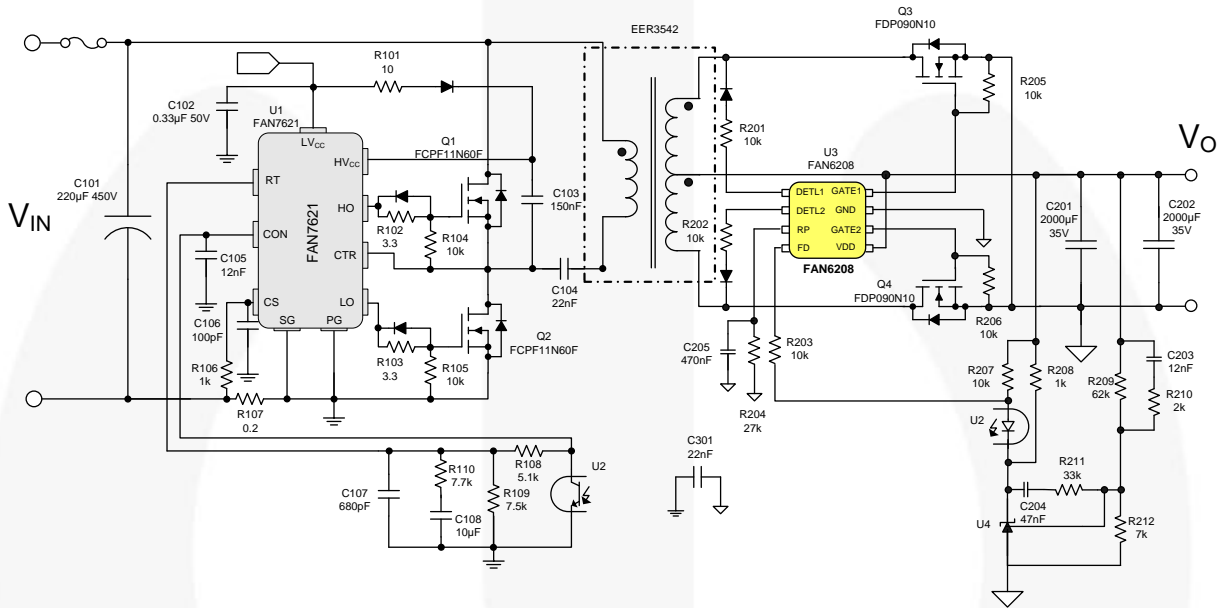 EER3542
Q3
FDP090N10
R101
10
C102
0.33µF 50V
U1
FAN7621
LVCC
HVCC
RT
HO
CON
CTR
CS
LO
SG
PG
FAN7621
Q1
FCPF11N60F
C101
220µF 450V
VIN
R102
3.3
R104
10k
C103
150nF
C104
22nF
C105
12nF
C106
100pF
R106
1k
R107
0.2
R103
3.3
R105
10k
Q2
FCPF11N60F
R201
10k
R202
10k
U3
FAN6208
DETL1
GATE1
DETL2
GND
RP
GATE2
FD
VDD
FAN6208
R205
10k
VO
C201
2000µF
35V
C202
2000µF
35V
Q4
FDP090N10
R206
10k
C205
470nF
R203
10k
R204
27k
R207
10k
R208
1k
R209
62k
C203
12nF
R210
2k
U2
R211
33k
C204
47nF
U4
R212
7k
C301
22nF
R108
5.1k
U2
R110
7.7k
R109
7.5k
C107
680pF
C108
10µF